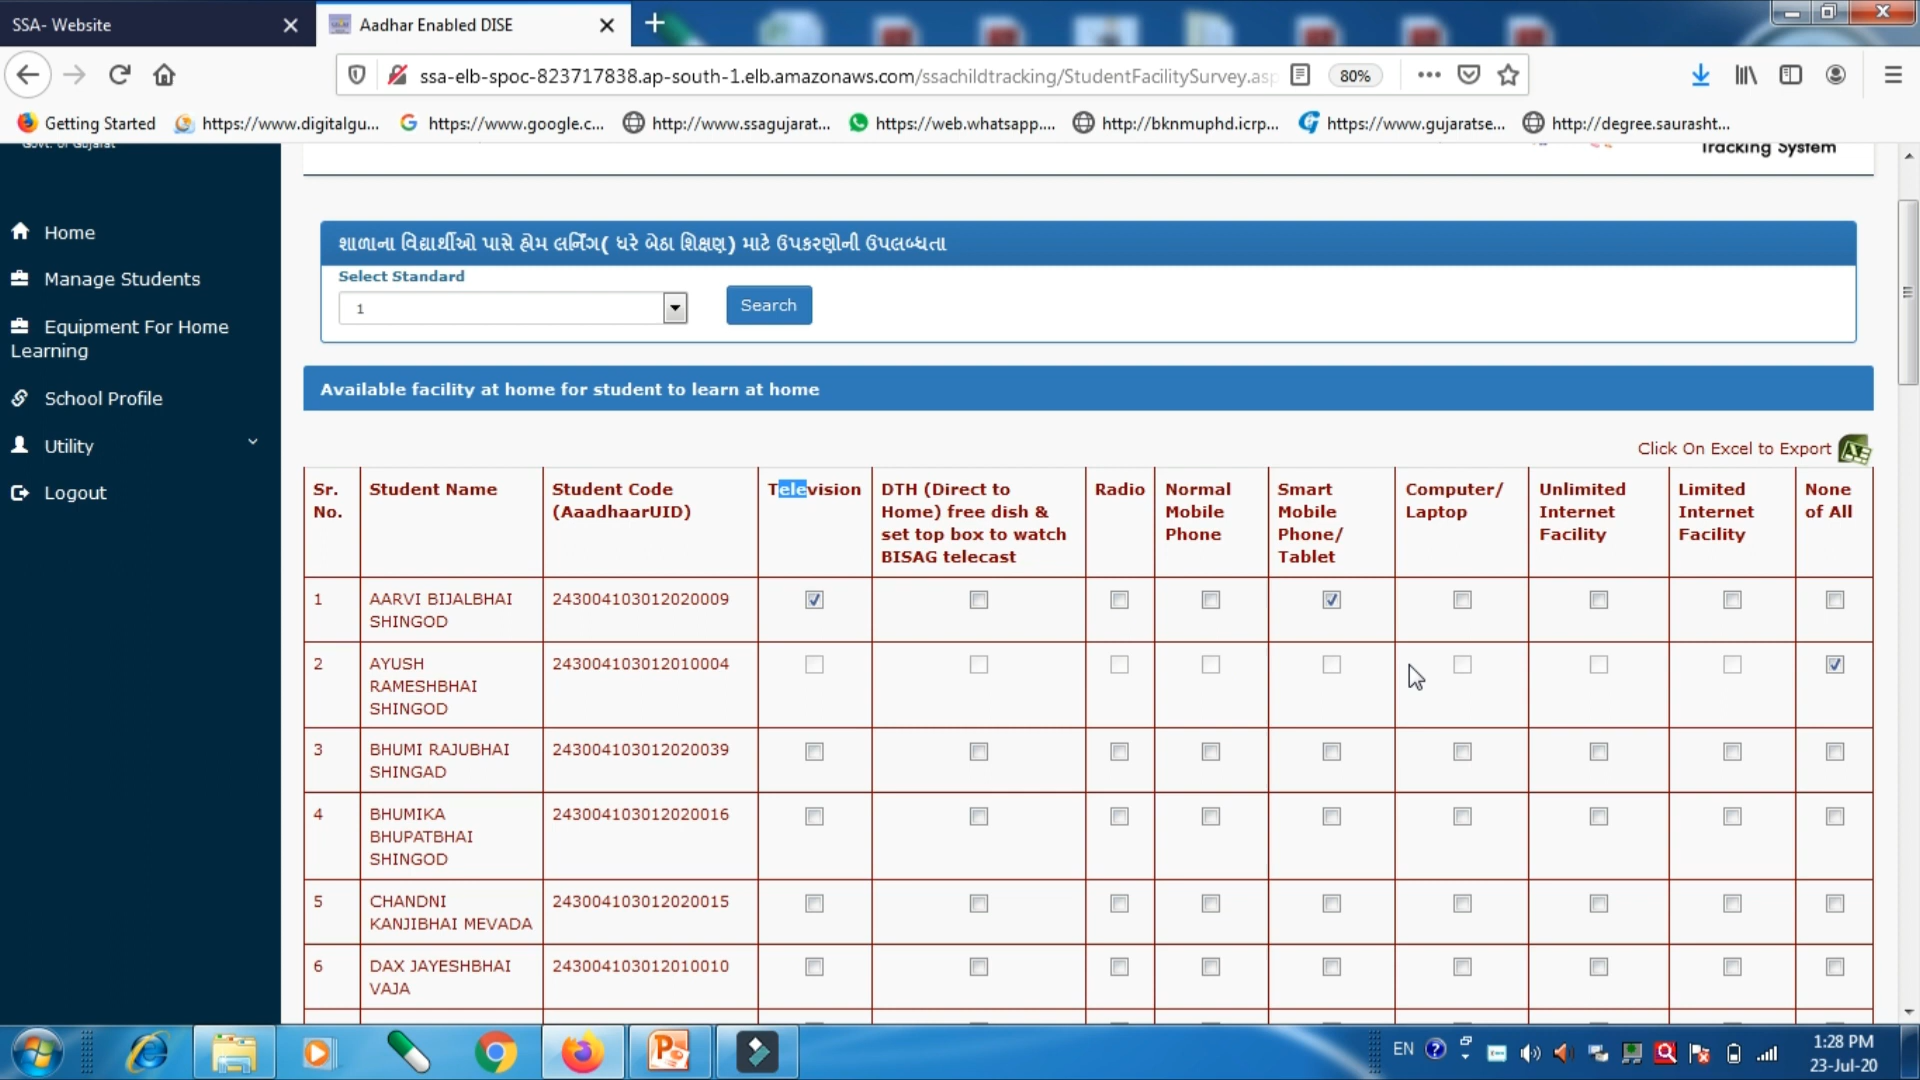 SSA- Website
Aadhar Enabled DISE
ssa-elb-spoc-823717838.ap-south-1.elb.amazonaws.com/ssachildtracking/StudentFacilitySurvey.asp
80%
Getting Started
https://www.digitalgu...
https://www.google.c...
http://www.ssagujarat...
https://web.whatsapp....
http://bknmuphd.icrp...
https://www.gujaratse...
http://degree.saurasht...
Govt. of Gujarat
Tracking System
Home
Manage Students
Equipment For Home
Learning
School Profile
Utility
Logout
શાળાના વિદ્યાર્થીઓ પાસે હોમ લર્નિંગ( ઘરે બેઠા શિક્ષણ) માટે ઉપકરણોની ઉપલબ્ધતા
Select Standard
1
Search
Available facility at home for student to learn at home
Click On Excel to Export
Sr. No.
Student Name
Student Code (AaadhaarUID)
Television
DTH (Direct to Home) free dish & set top box to watch BISAG telecast
Radio
Normal Mobile Phone
Smart Mobile Phone/ Tablet
Computer/ Laptop
Unlimited Internet Facility
Limited Internet Facility
None of All
1 AARVI BIJALBHAI SHINGOD 243004103012020009
2 AYUSH RAMESHBHAI SHINGOD 243004103012010004
3 BHUMI RAJUBHAI SHINGAD 243004103012020039
4 BHUMIKA BHUPATBHAI SHINGOD 243004103012020016
5 CHANDNI KANJIBHAI MEVADA 243004103012020015
6 DAX JAYESHBHAI VAJA 243004103012010010
EN
1:28 PM
23-Jul-20